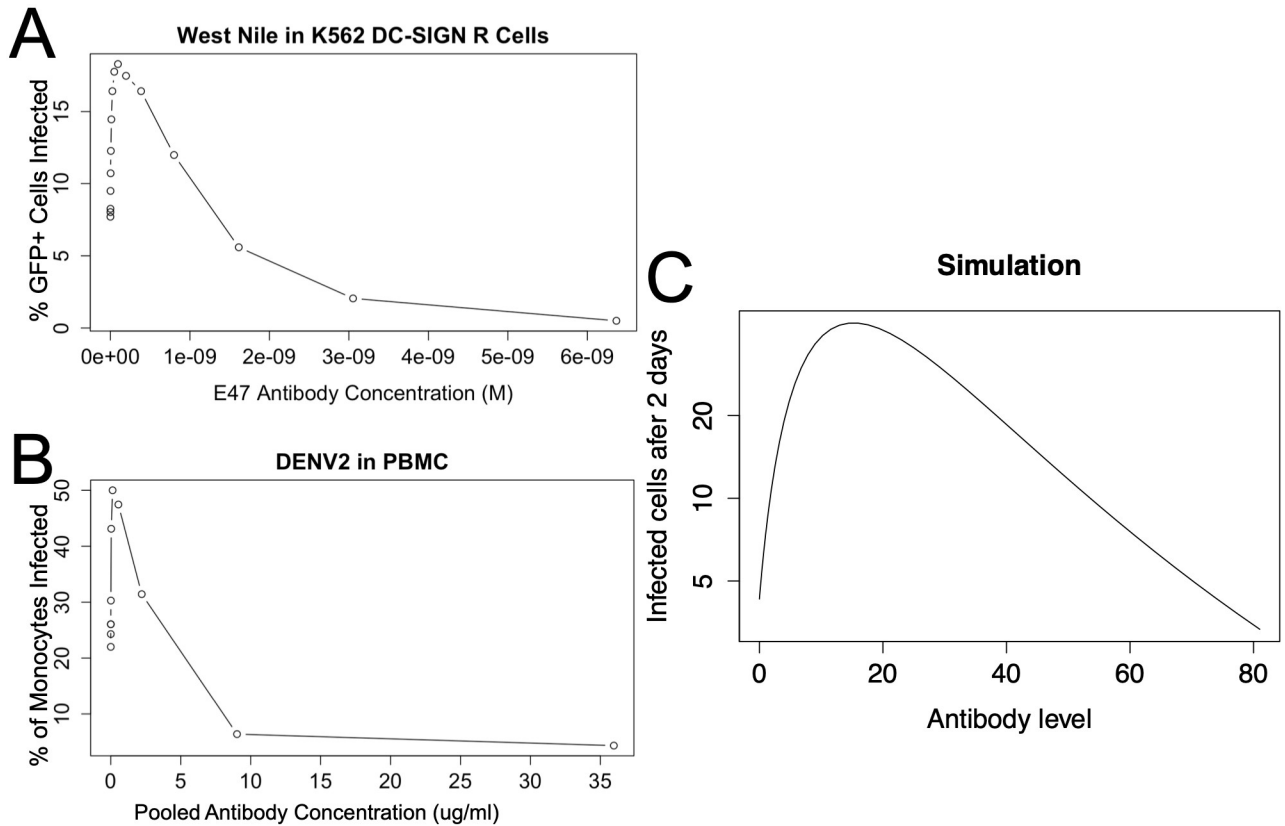 A
West Nile in K562 DC-SIGN R Cells
% GFP+ Cells Infected
15
10
5
0
0e+00 1e-09 2e-09 3e-09 4e-09 5e-09 6e-09
E47 Antibody Concentration (M)
B
DENV2 in PBMC
% of Monocytes Infected
50
40
30
20
10
0 5 10 15 20 25 30 35
Pooled Antibody Concentration (ug/ml)
C
Simulation
Infected cells afer 2 days
20
10
5
0 20 40 60 80
Antibody level